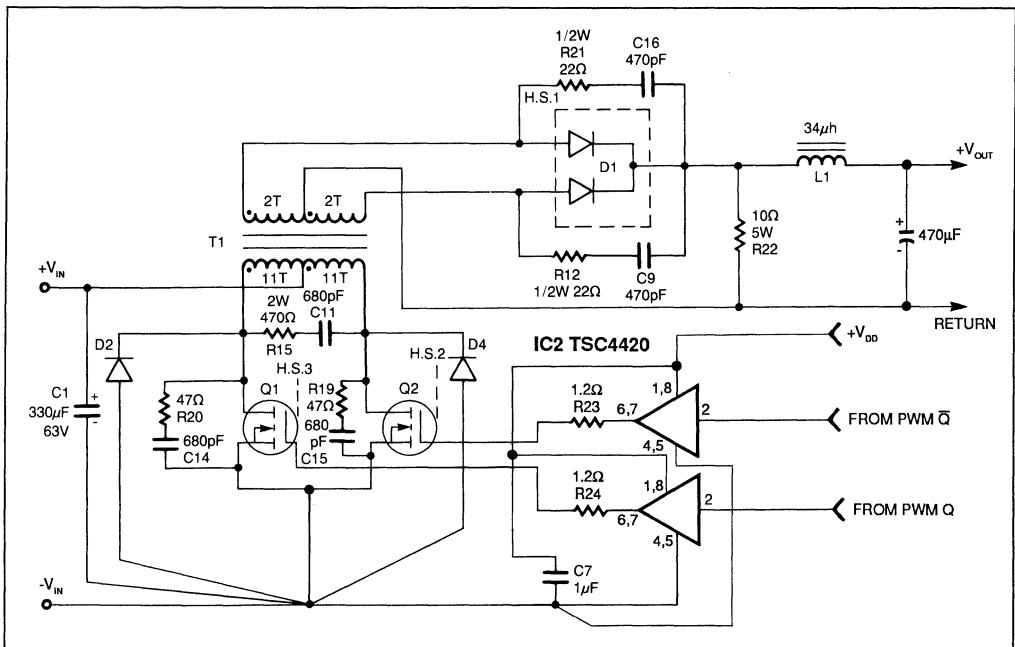 1/2W
R21
22Ω
C16
470pF
H.S.1
34μh
+V_OUT
D1
L1
2T 2T
10Ω
5W
R22
+
470μF
-
T1
R12
1/2W 22Ω
C9
470pF
+V_IN
11T 11T
680pF
C11
2W
470Ω
R15
RETURN
IC2 TSC4420
+V_DD
D2
D4
H.S.2
H.S.3
Q1
R19
47Ω
Q2
C1
330μF
63V
+
-
47Ω
R20
680pF
C14
680
pF
C15
1.2Ω
R23
6,7
1,8
2
4,5
FROM PWM Q̅
1.2Ω
R24
6,7
1,8
2
4,5
FROM PWM Q
C7
1μF
-V_IN